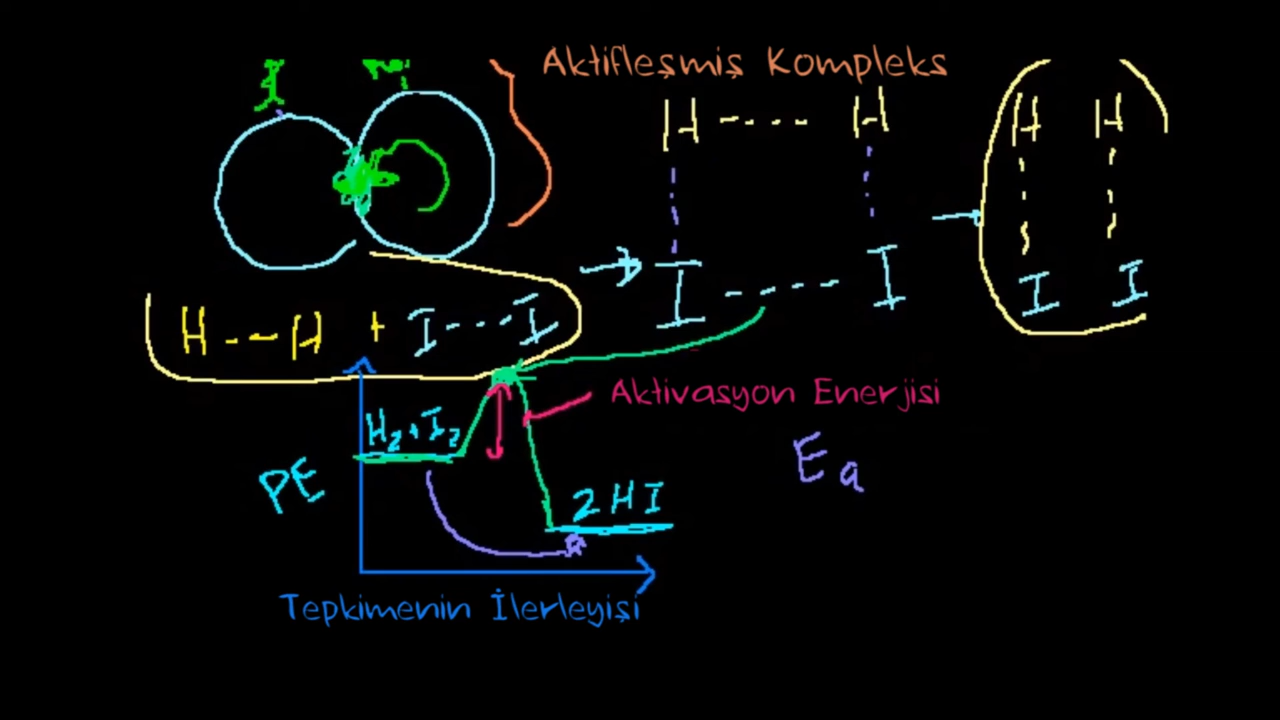 Aktifleşmiş Kompleks
H ---- H
I ---- I
H H
I I
H --- H + I --- I
H₂ + I₂
Aktivasyon Enerjisi
PE
Ea
2HI
Tepkimenin İlerleyişi